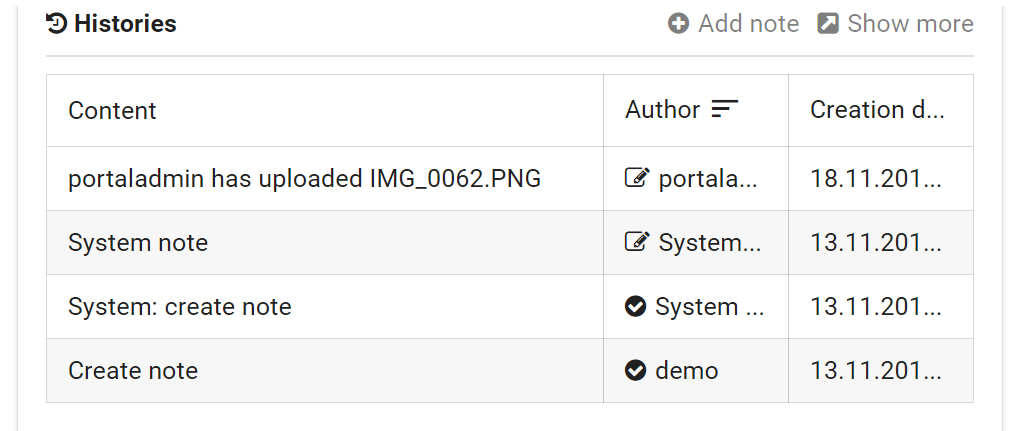 Histories Add note Show more
Content Author Creation d...
portaladmin has uploaded IMG_0062.PNG portala... 18.11.201...
System note System... 13.11.201...
System: create note System ... 13.11.201...
Create note demo 13.11.201...